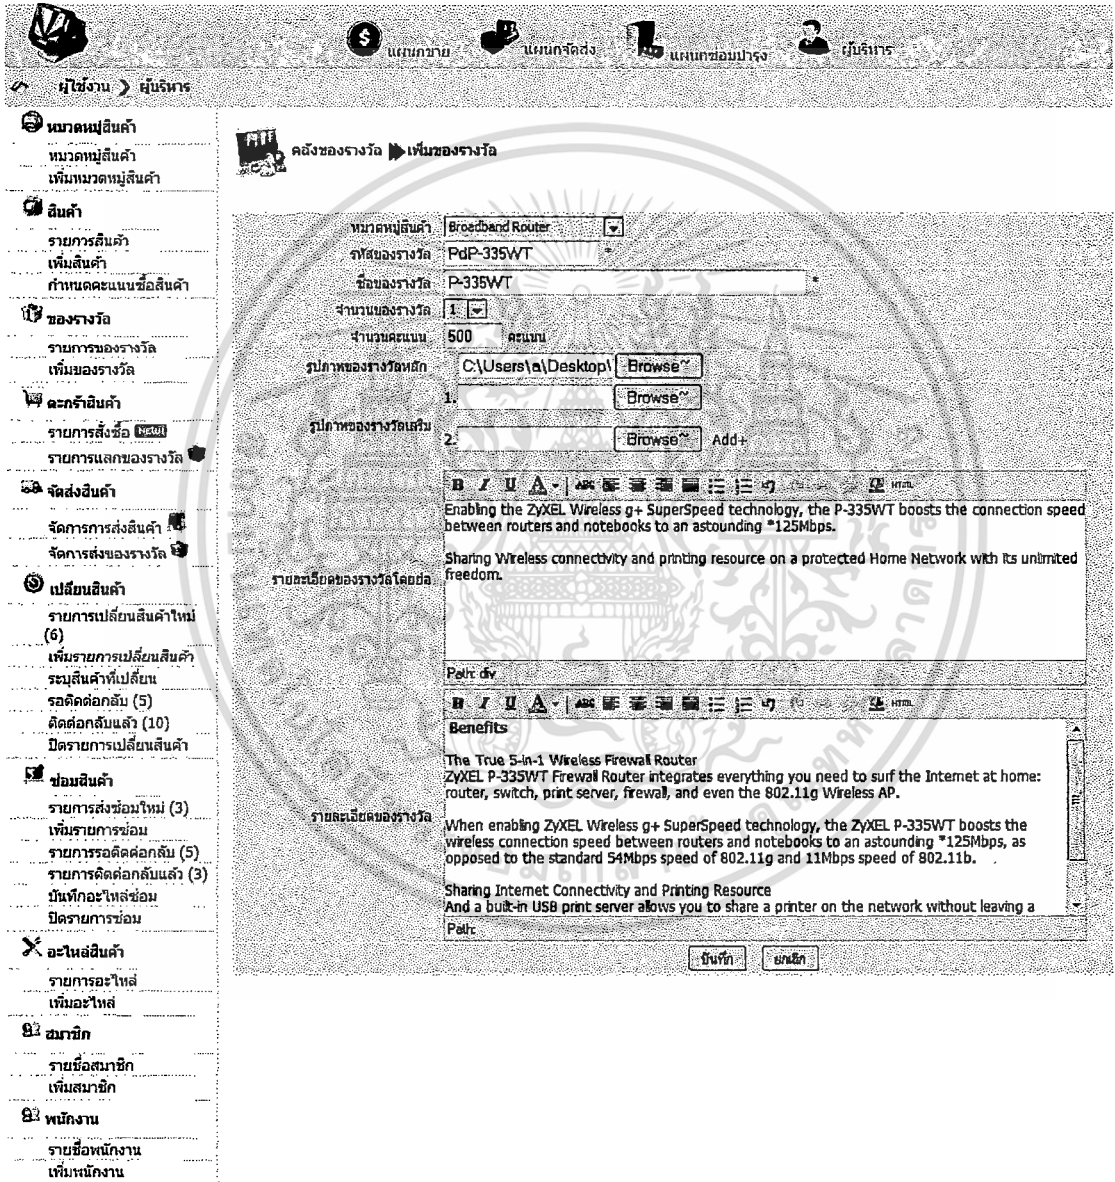 แผนกขาย แผนกจัดส่ง แผนกซ่อมบำรุง ผู้บริหาร
ผู้ใช้งาน ผู้บริหาร
หมวดหมู่สินค้า
หมวดหมู่สินค้า
เพิ่มหมวดหมู่สินค้า
สินค้า
รายการสินค้า
เพิ่มสินค้า
กำหนดคะแนนซื้อสินค้า
ของรางวัล
รายการของรางวัล
เพิ่มของรางวัล
ตะกร้าสินค้า
รายการสั่งซื้อ New!
รายการแลกของรางวัล
จัดส่งสินค้า
จัดการการส่งสินค้า
จัดการส่งของรางวัล
เปลี่ยนสินค้า
รายการเปลี่ยนสินค้าใหม่
(6)
เพิ่มรายการเปลี่ยนสินค้า
ระบุสินค้าที่เปลี่ยน
รอติดต่อกลับ (5)
ติดต่อกลับแล้ว (10)
ปิดรายการเปลี่ยนสินค้า
ซ่อมสินค้า
รายการส่งซ่อมใหม่ (3)
เพิ่มรายการซ่อม
รายการรอติดต่อกลับ (5)
รายการติดต่อกลับแล้ว (3)
บันทึกอะไหล่ซ่อม
ปิดรายการซ่อม
อะไหล่สินค้า
รายการอะไหล่
เพิ่มอะไหล่
สมาชิก
รายชื่อสมาชิก
เพิ่มสมาชิก
พนักงาน
รายชื่อพนักงาน
เพิ่มพนักงาน
คลังของรางวัล เพิ่มของรางวัล
หมวดหมู่สินค้า Broadband Router
รหัสของรางวัล PdP-335WT *
ชื่อของรางวัล P-335WT *
จำนวนของรางวัล 1
จำนวนคะแนน 500 คะแนน
รูปภาพของรางวัลหลัก C:\Users\a\Desktop\ Browse~
รูปภาพของรางวัลเสริม
1. Browse~
2. Browse~ Add+
B I U A ABC HTML
รายละเอียดของรางวัลโดยย่อ
Enabling the ZyXEL Wireless g+ SuperSpeed technology, the P-335WT boosts the connection speed
between routers and notebooks to an astounding *125Mbps.
Sharing Wireless connectivity and printing resource on a protected Home Network with its unlimited
freedom.
Path: div
B I U A ABC HTML
รายละเอียดของรางวัล
Benefits
The True 5-in-1 Wireless Firewall Router
ZyXEL P-335WT Firewall Router integrates everything you need to surf the Internet at home:
router, switch, print server, firewall, and even the 802.11g Wireless AP.
When enabling ZyXEL Wireless g+ SuperSpeed technology, the ZyXEL P-335WT boosts the
wireless connection speed between routers and notebooks to an astounding *125Mbps, as
opposed to the standard 54Mbps speed of 802.11g and 11Mbps speed of 802.11b.
Sharing Internet Connectivity and Printing Resource
And a built-in USB print server allows you to share a printer on the network without leaving a
Path:
บันทึก ยกเลิก